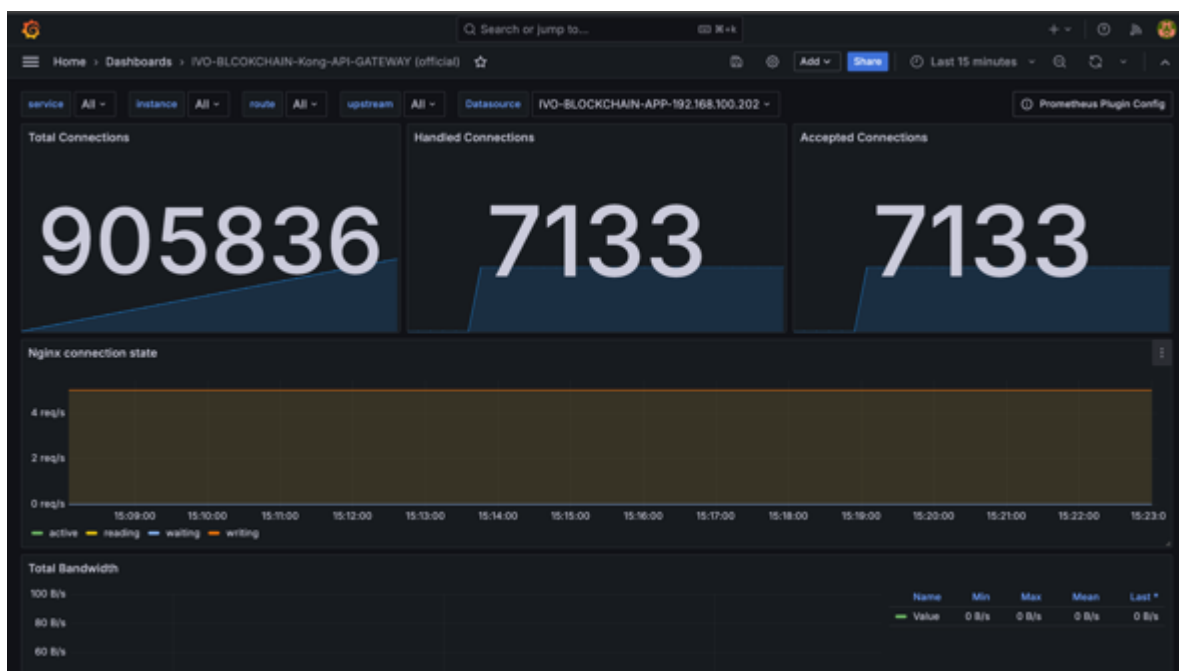 Search or jump to... ⌘+k
Home › Dashboards › IVO-BLCOKCHAIN-Kong-API-GATEWAY (official) Add Share Last 15 minutes
service All instance All route All upstream All Datasource IVO-BLOCKCHAIN-APP-192.168.100.202 Prometheus Plugin Config
Total Connections Handled Connections Accepted Connections
905836 7133 7133
Nginx connection state
4 req/s
2 req/s
0 req/s
15:09:00 15:10:00 15:11:00 15:12:00 15:13:00 15:14:00 15:15:00 15:16:00 15:17:00 15:18:00 15:19:00 15:20:00 15:21:00 15:22:00 15:23:0
active reading waiting writing
Total Bandwidth
100 B/s
Name Min Max Mean Last *
Value 0 B/s 0 B/s 0 B/s 0 B/s
80 B/s
60 B/s